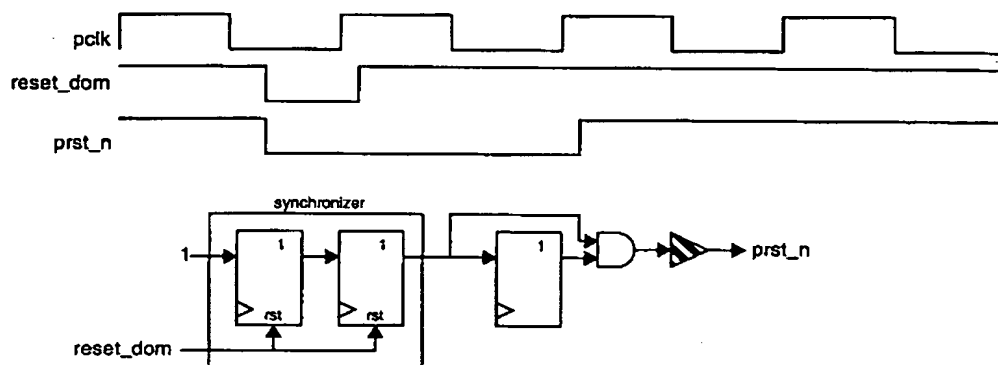 pclk
reset_dom
prst_n
synchronizer
1
1
1
1
prst_n
rst
rst
reset_dom